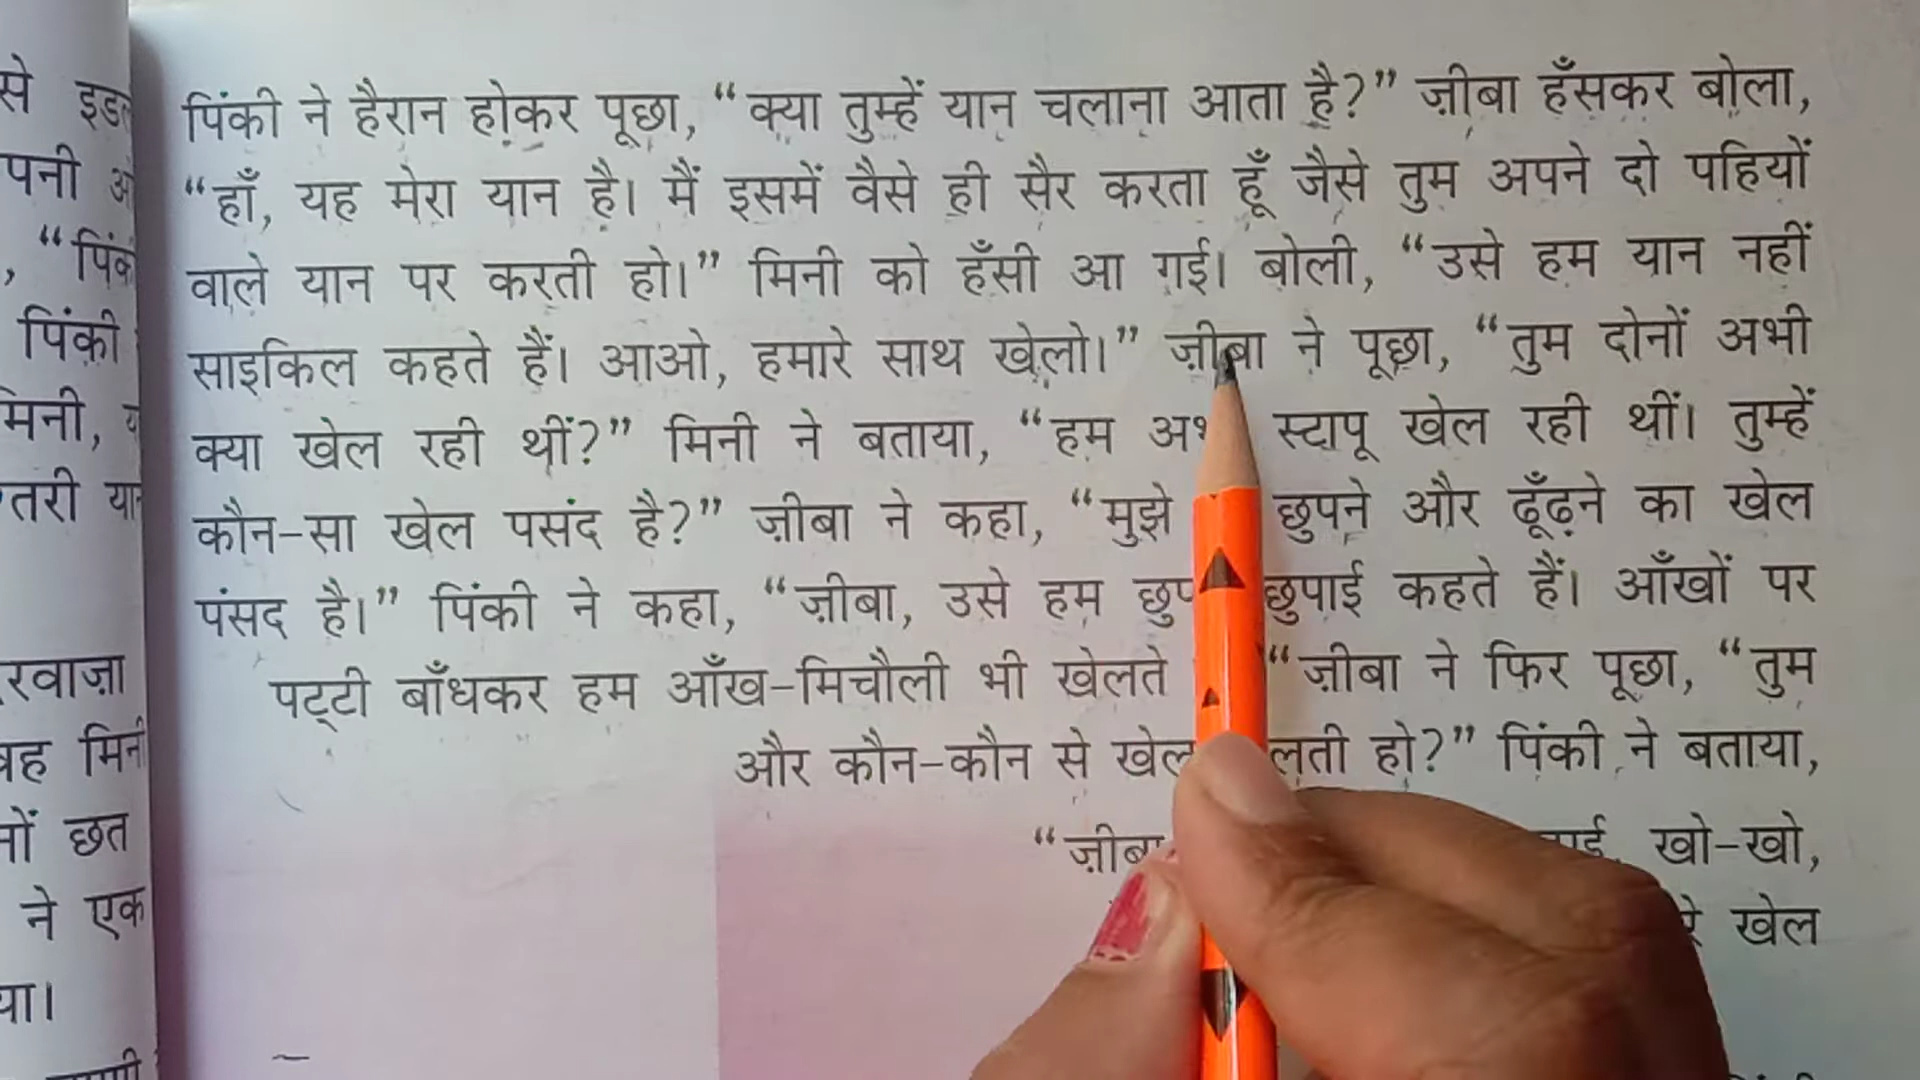 से
पनी
, “
पिंकी
मिनी,
तरी
वह
छत
ने एक
पिंकी ने हैरान होकर पूछा, “क्या तुम्हें यान चलाना आता है?” ज़ीबा हँसकर बोला,
“हाँ, यह मेरा यान है। मैं इसमें वैसे ही सैर करता हूँ जैसे तुम अपने दो पहियों
वाले यान पर करती हो।” मिनी को हँसी आ गई। बोली, “उसे हम यान नहीं
साइकिल कहते हैं। आओ, हमारे साथ खेलो।” ज़ीबा ने पूछा, “तुम दोनों अभी
क्या खेल रही थीं?” मिनी ने बताया, “हम स्टापू खेल रही थीं। तुम्हें
कौन-सा खेल पसंद है?” ज़ीबा ने कहा, “मुझे छुपने और ढूँढ़ने का खेल
पंसद है।” पिंकी ने कहा, “ज़ीबा, उसे हम छुपाई कहते हैं। आँखों पर
पट्टी बाँधकर हम आँख-मिचौली भी खेलते “ज़ीबा ने फिर पूछा, “तुम
और कौन-कौन से खेल हो?” पिंकी ने बताया,
“ज़ीबा खो-खो,
खेल